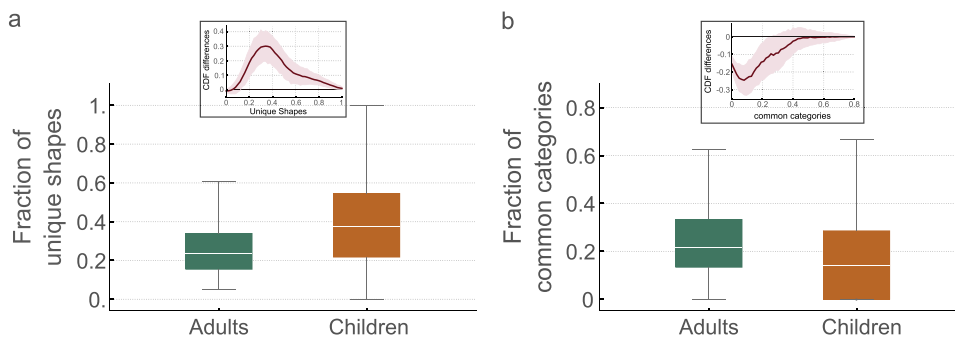 a
CDF differences
0.4
0.3
0.2
0.1
0
0
0.2
0.4
0.6
0.8
1
Unique Shapes
Fraction of
unique shapes
1.
0.8
0.6
0.4
0.2
0.
Adults
Children
b
CDF differences
0
-0.1
-0.2
-0.3
0
0.2
0.4
0.6
0.8
common categories
Fraction of
common categories
0.8
0.6
0.4
0.2
0
Adults
Children